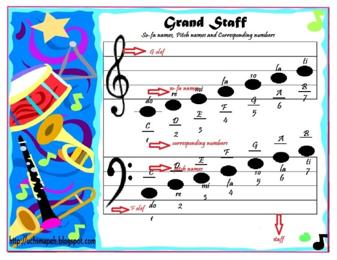 Grand Staff
So-fa names, Pitch names and Corresponding numbers
G clef
so-fa names
do re mi fa so la ti
C D E F G A B
1 2 3 4 5 6 7
corresponding numbers
pitch names
C D E F G A B
do re mi fa so la ti
1 2 3 4 5 6 7
F clef
staff
http://uchimapeh.blogspot.com